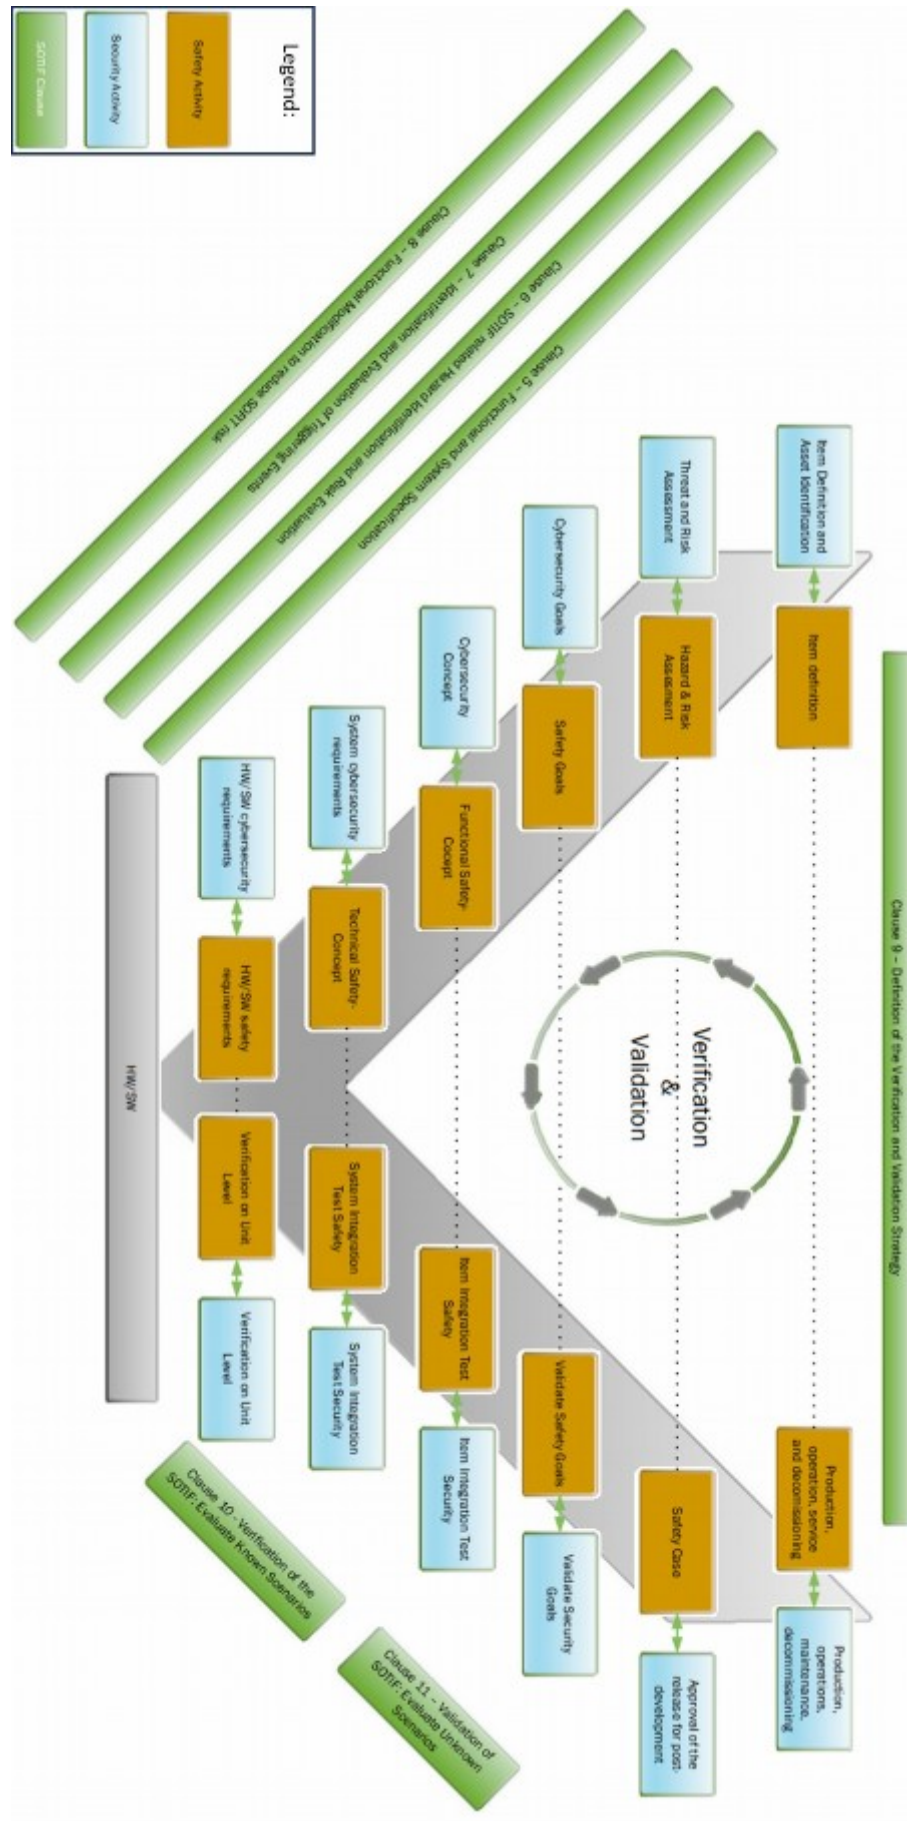 Clause 9 – Definition of the Verification and Validation Strategy
Item Definition and
Asset Identification
Item definition
Production,
operation, service
and decomissioning
Production,
operations,
maintenance,
decommissioning
Threat and Risk
Assessment
Hazard & Risk
Assesment
Verification
&
Validation
Safety Case
Approval of the
release for post-
development
Cybersecurity Goals
Safety Goals
Validate Safety Goals
Validate Security
Goals
Cybersecurity
Concept
Functional Safety-
Cocept
Item Integration Test
Safety
Item Integration Test
Security
System cybersecurity
requirements
Technical Safety-
Concept
System Integration
Test Safety
System Integration
Test Security
HW/SW cybersecurity
requirements
HW/SW safety
requirements
Verification on Unit
Level
Verification on Unit
Level
HW/SW
Clause 5 – Functional and System Specification
Clause 6 – SOTIF related Hazard Identification and Risk Evaluation
Clause 7 – Identification and Evaluation of Triggering Events
Clause 8 – Functional Modification to reduce SOFIT risk
Clause 10 - Verification of the
SOTIF: Evaluate Known Scenarios
Clause 11 – Validation of
SOTIF: Evaluate Unknown
Scenarios
Legend:
Safety Activity
Security Activity
SOTIF Clause